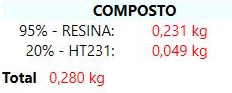 COMPOSTO
95% - RESINA: 0,231 kg
20% - HT231: 0,049 kg
Total 0,280 kg